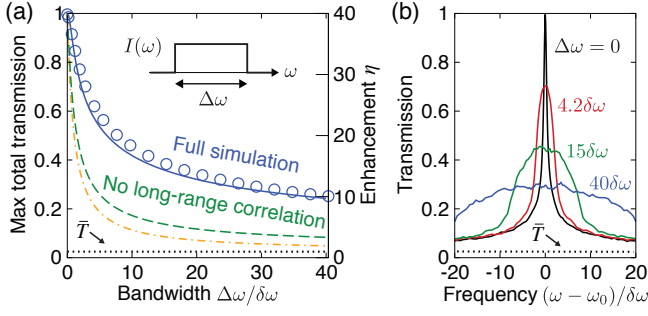 (a)
1
0.8
0.6
0.4
0.2
0
Max total transmission
I(ω)
ω
Δω
Full simulation
No long-range correlation
T̄
40
30
20
10
0
Enhancement η
0 10 20 30 40
Bandwidth Δω/δω
(b)
1
0.8
0.6
0.4
0.2
0
Transmission
Δω = 0
4.2δω
15δω
40δω
T̄
-20 -10 0 10 20
Frequency (ω − ω₀)/δω